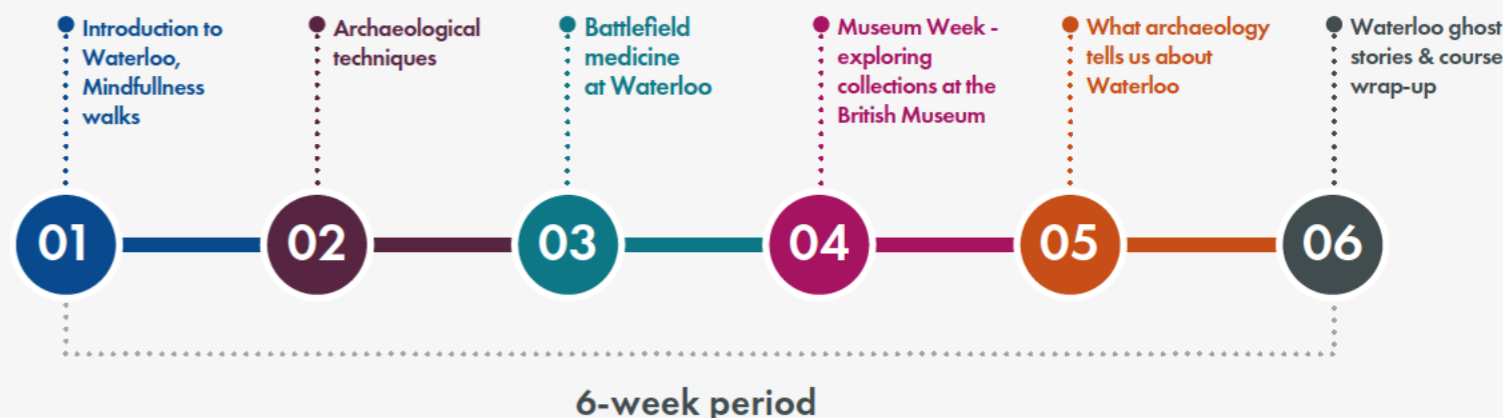 Introduction to
Waterloo,
Mindfullness
walks
Archaeological
techniques
Battlefield
medicine
at Waterloo
Museum Week -
exploring
collections at the
British Museum
What archaeology
tells us about
Waterloo
Waterloo ghost
stories & course
wrap-up
01
02
03
04
05
06
6-week period